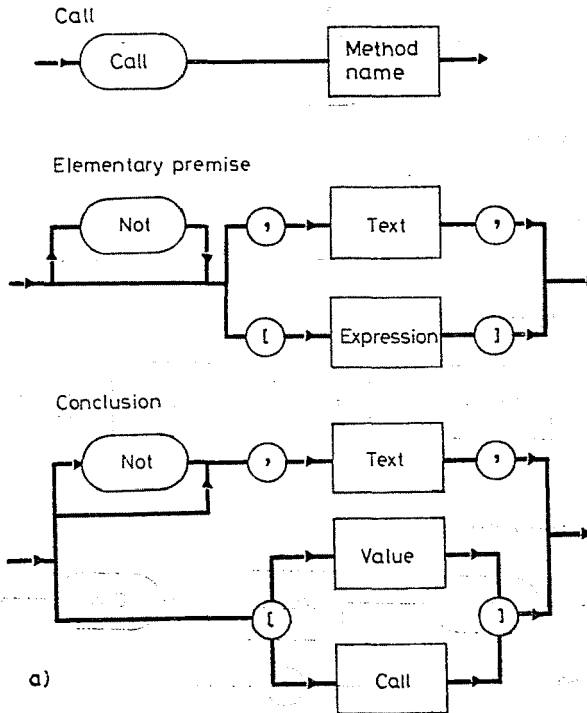 Call
Call
Method
name
Elementary premise
Not
, Text ,
[ Expression ]
Conclusion
Not
, Text ,
Value
[ ]
Call
a)